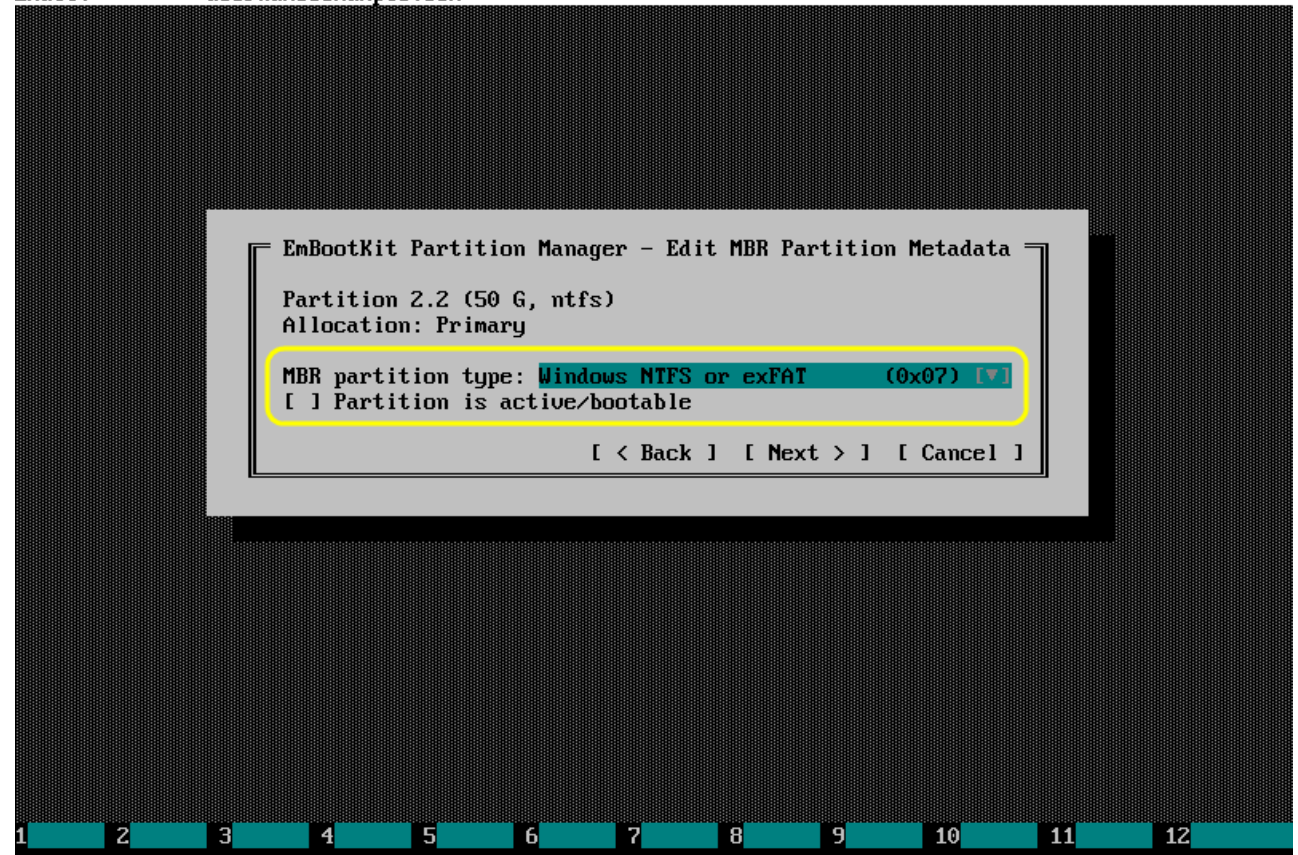 EmBootKit Partition Manager - Edit MBR Partition Metadata
Partition 2.2 (50 G, ntfs)
Allocation: Primary
MBR partition type: Windows NTFS or exFAT (0x07) [▼]
[ ] Partition is active/bootable
[ < Back ] [ Next > ] [ Cancel ]
1 2 3 4 5 6 7 8 9 10 11 12